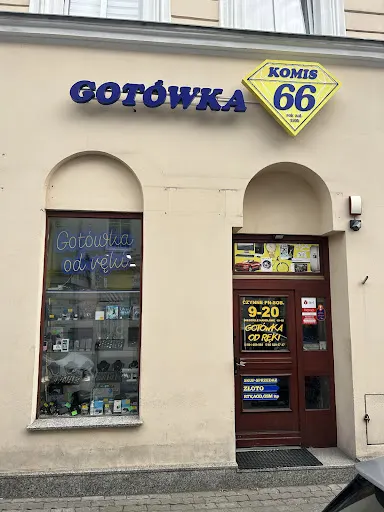 GOTÓWKA
KOMIS
66
Gotówka
od ręki
CZYNNE PN-SOB.
9-20
GOTÓWKA
OD RĘKI
SKUP-SPRZEDAŻ
ZŁOTO